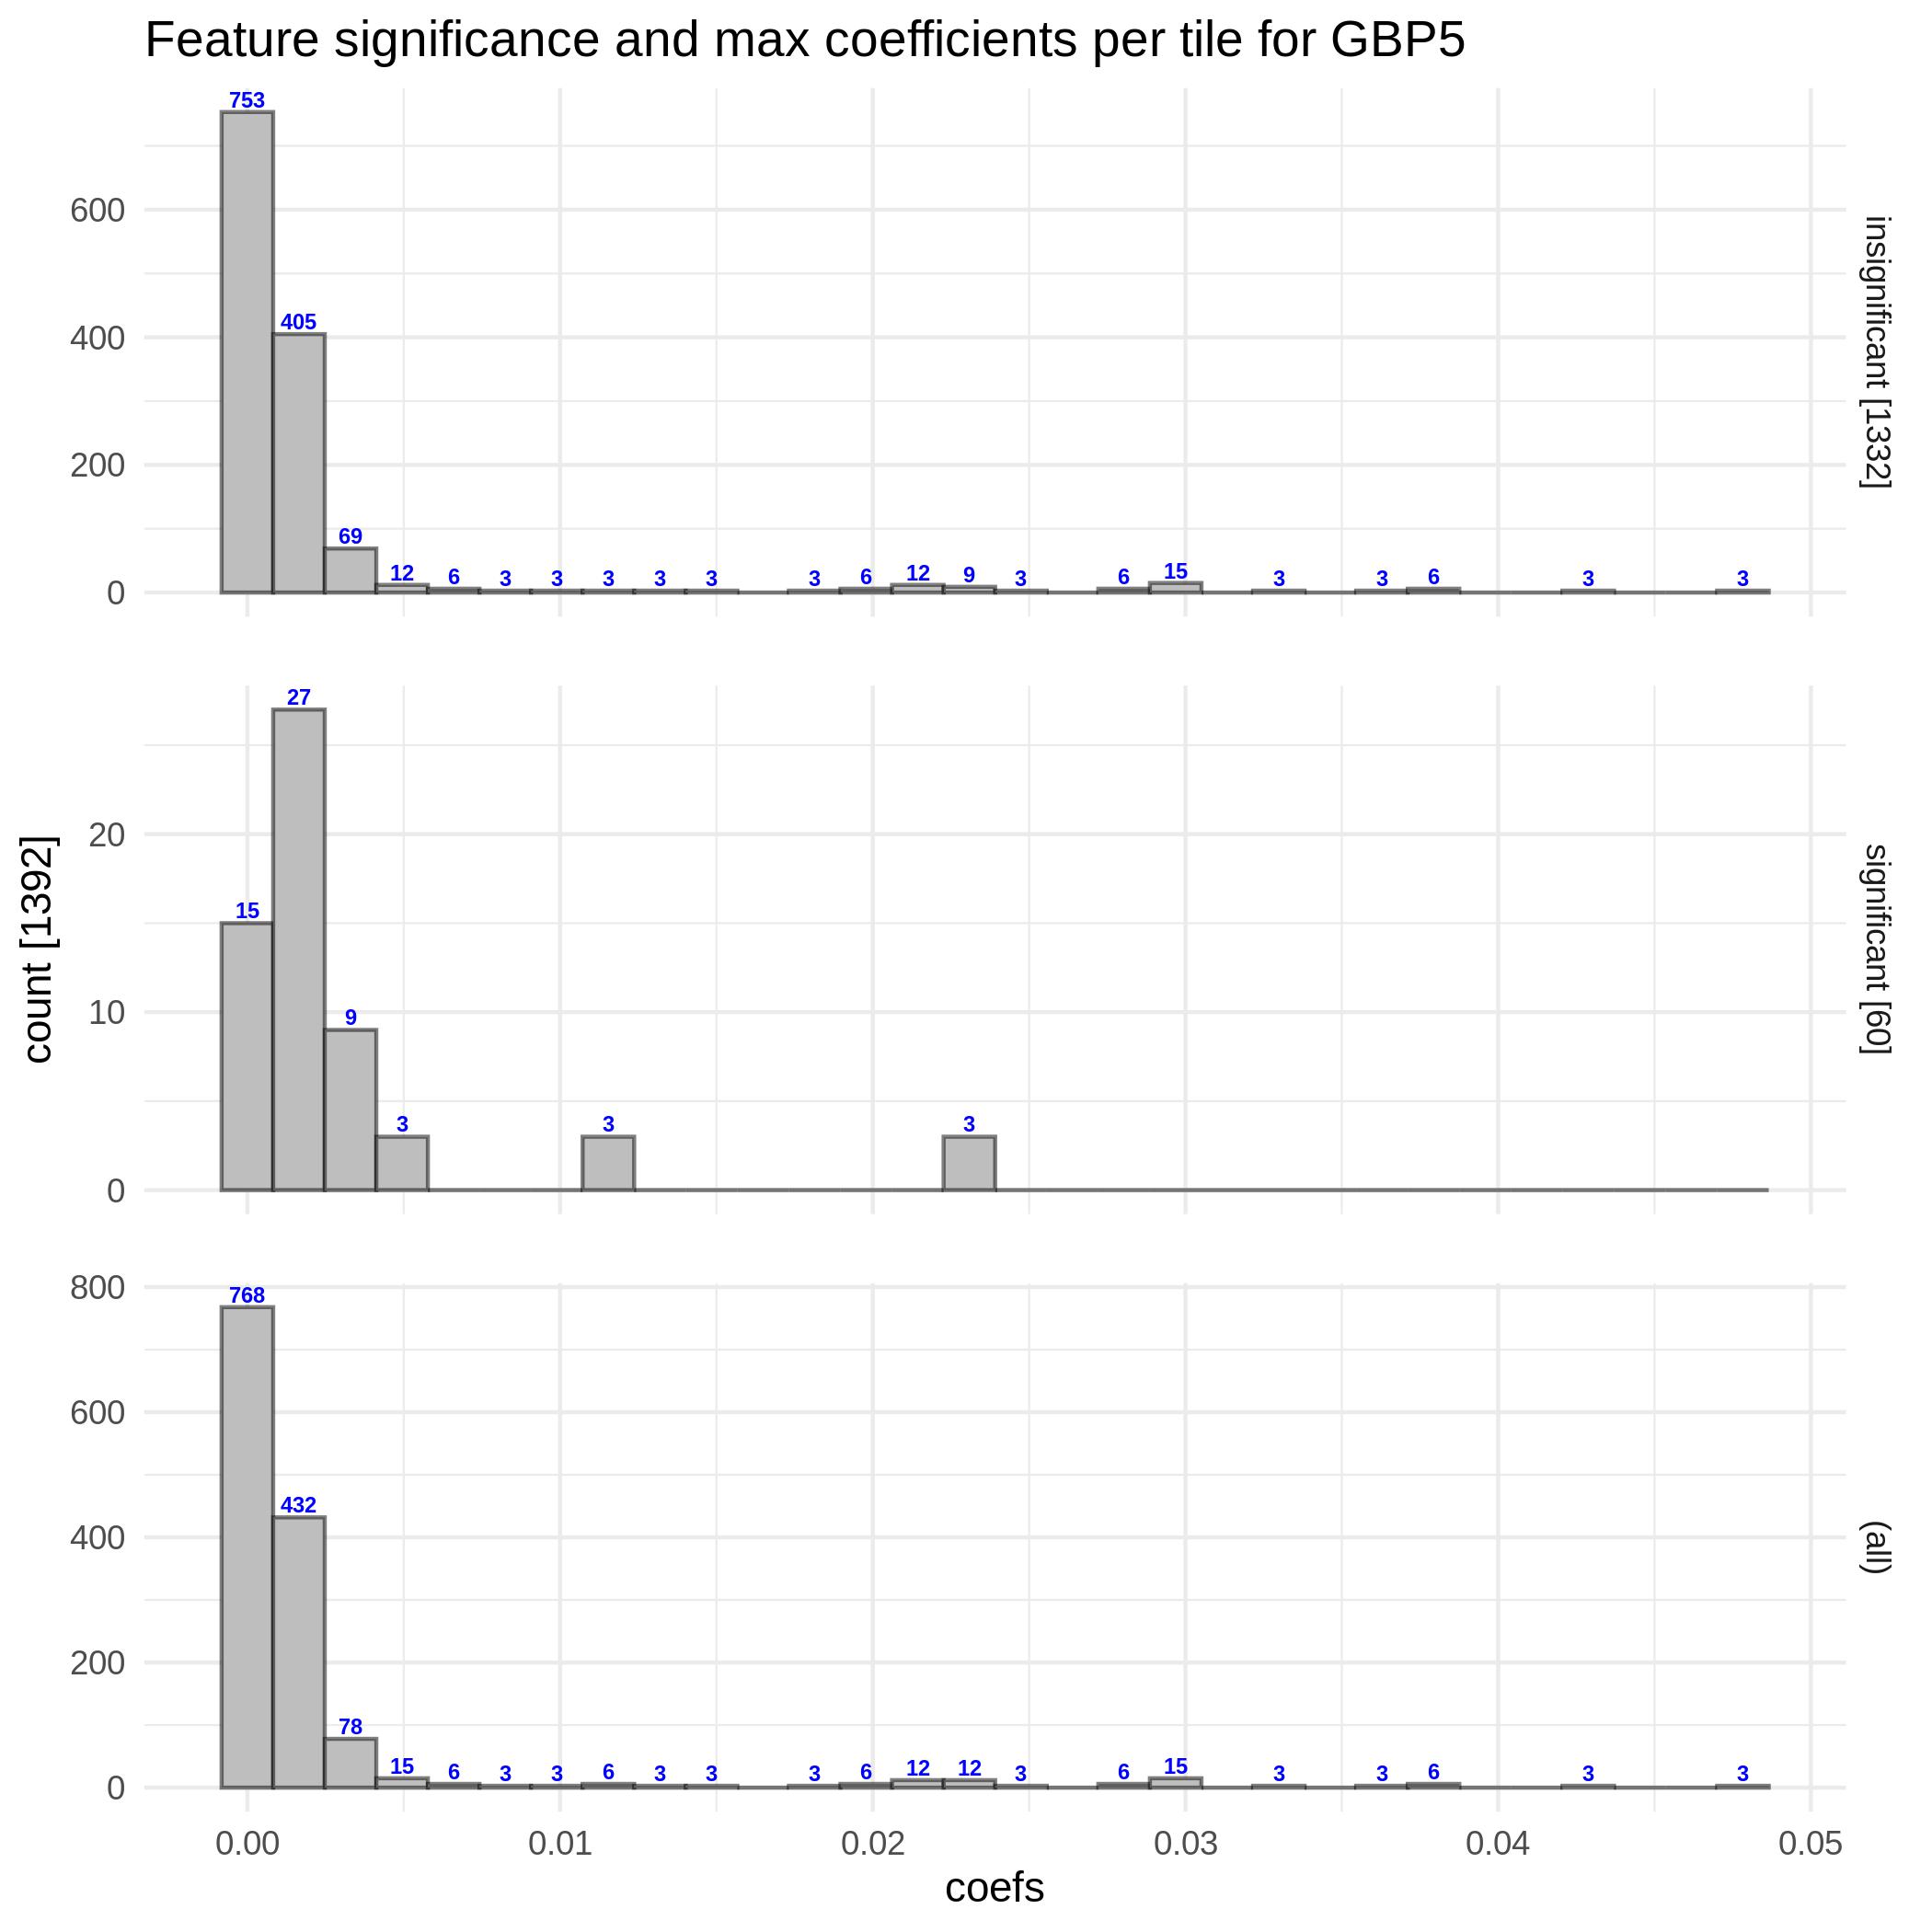 Feature significance and max coefficients per tile for GBP5
753
405
69
12 6 3 3 3 3 3 3 6 12 9 3 6 15 3 3 6 3 3
600
400
200
0
insignificant [1332]
27
15
9
3 3 3
20
10
0
significant [60]
count [1392]
768
432
78
15 6 3 3 6 3 3 3 6 12 12 3 6 15 3 3 6 3 3
800
600
400
200
0
(all)
0.00 0.01 0.02 0.03 0.04 0.05
coefs